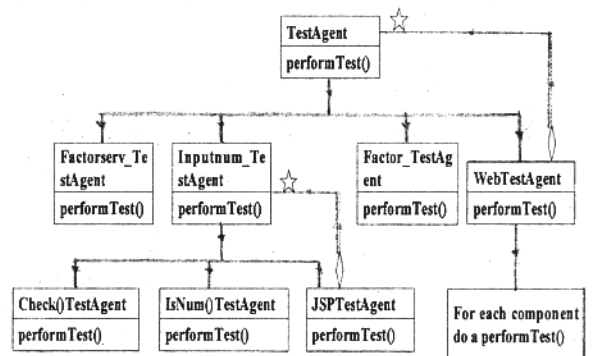 TestAgent
performTest()
Factorserv_Te
stAgent
performTest()
Inputnum_Te
stAgent
performTest()
Factor_TestAg
ent
performTest()
WebTestAgent
performTest()
Check()TestAgent
performTest()
IsNum()TestAgent
performTest()
JSPTestAgent
performTest()
For each component
do a performTest()